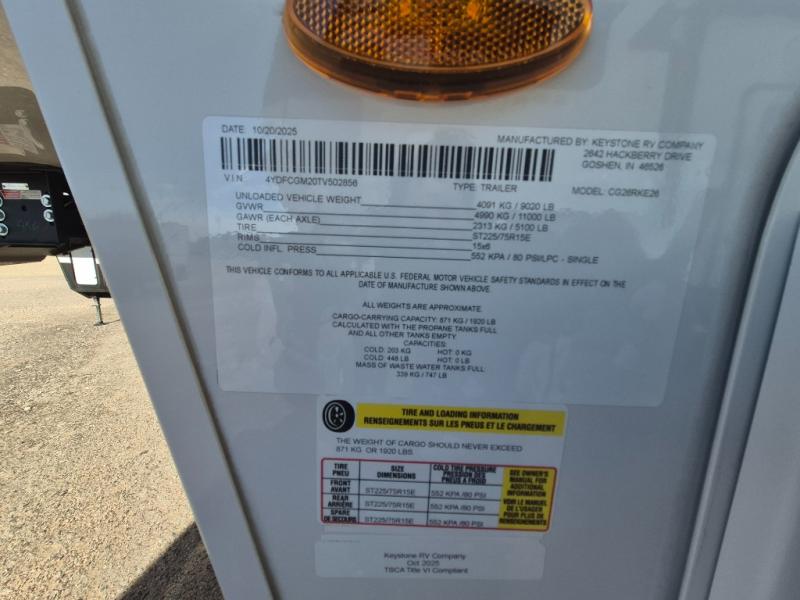 DATE: 10/20/2025
MANUFACTURED BY: KEYSTONE RV COMPANY
2642 HACKBERRY DRIVE
GOSHEN, IN 46526
V.I.N. 4YDFCGM20TV502856
TYPE: TRAILER
MODEL: CG26RKE26
UNLOADED VEHICLE WEIGHT 4091 KG / 9020 LB
GVWR 4990 KG / 11000 LB
GAWR (EACH AXLE) 2313 KG / 5100 LB
TIRE ST225/75R15E
RIMS 15x6
COLD INFL. PRESS 552 KPA / 80 PSI/LPC - SINGLE
THIS VEHICLE CONFORMS TO ALL APPLICABLE U.S. FEDERAL MOTOR VEHICLE SAFETY STANDARDS IN EFFECT ON THE
DATE OF MANUFACTURE SHOWN ABOVE.
ALL WEIGHTS ARE APPROXIMATE.
CARGO-CARRYING CAPACITY: 871 KG / 1920 LB
CALCULATED WITH THE PROPANE TANKS FULL
AND ALL OTHER TANKS EMPTY.
CAPACITIES:
COLD: 203 KG HOT: 0 KG
COLD: 448 LB HOT: 0 LB
MASS OF WASTE WATER TANKS FULL:
339 KG / 747 LB
TIRE AND LOADING INFORMATION
RENSEIGNEMENTS SUR LES PNEUS ET LE CHARGEMENT
THE WEIGHT OF CARGO SHOULD NEVER EXCEED
871 KG OR 1920 LBS.
TIRE
PNEU
SIZE
DIMENSIONS
COLD TIRE PRESSURE
PRESSION DES
PNEUS A FROID
FRONT
AVANT
ST225/75R15E
552 KPA /80 PSI
REAR
ARRIÈRE
ST225/75R15E
552 KPA /80 PSI
SPARE
DE SECOURS
ST225/75R15E
552 KPA /80 PSI
SEE OWNER'S
MANUAL FOR
ADDITIONAL
INFORMATION
VOIR LE MANUEL
DE L'USAGER
POUR PLUS DE
RENSEIGNEMENTS
Keystone RV Company
Oct 2025
TSCA Title VI Compliant